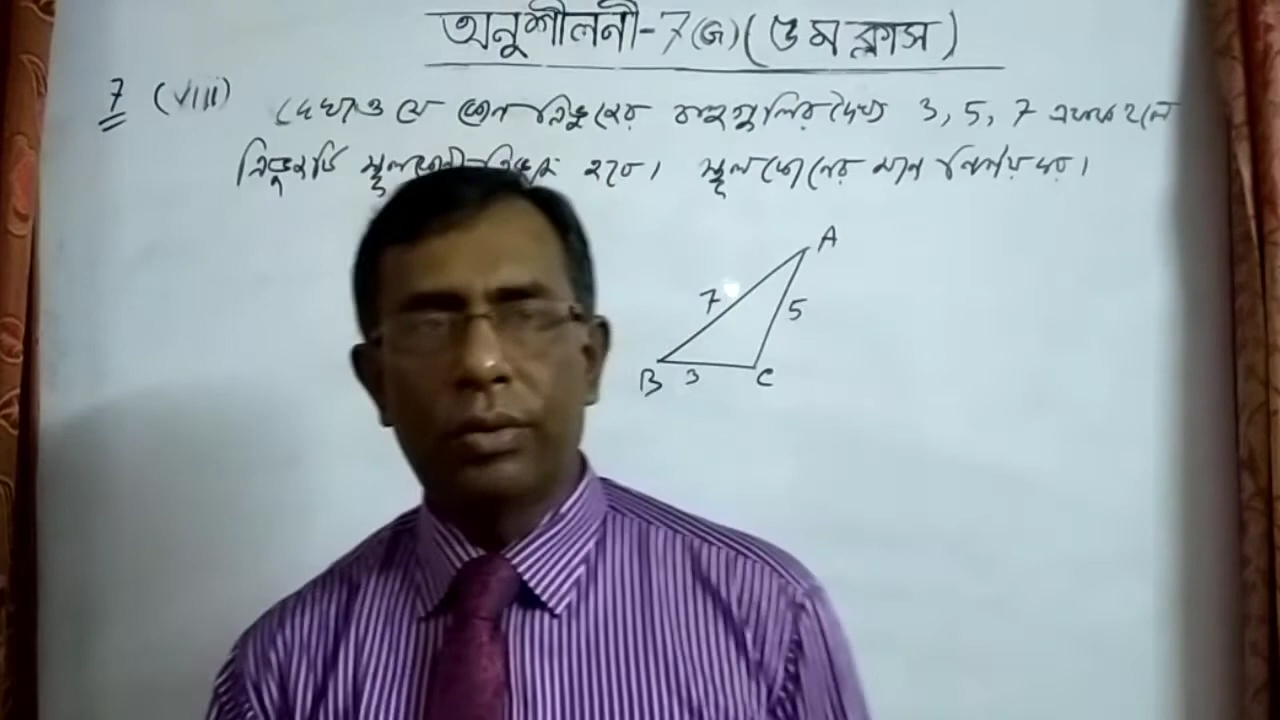 অনুশীলনী-7(জ)(৫ম ক্লাস)
7 (viii) দেখাও যে কোন ত্রিভুজের বাহুগুলির দৈর্ঘ্য 3, 5, 7 একক হলে
ত্রিভুজটি স্থূলকোণী ত্রিভুজ হবে। স্থূলকোনের মান নির্ণয় কর।
A
7
5
B 3 C